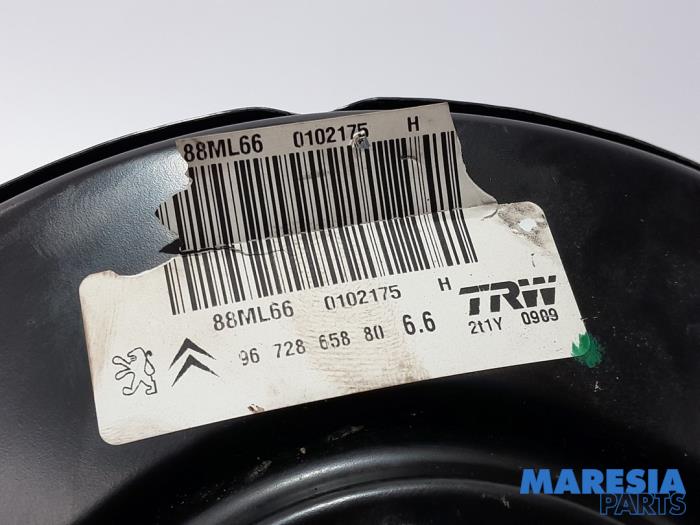 88ML66 0102175 H
88ML66 0102175 H
TRW
96 728 658 80 6.6 2t1Y 0909
MARESIA
PARTS